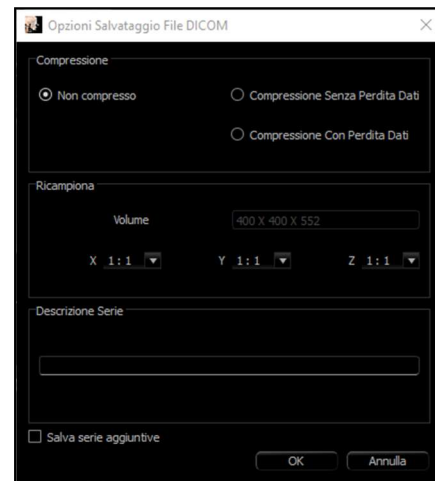 Opzioni Salvataggio File DICOM
Compressione
Non compresso
Compressione Senza Perdita Dati
Compressione Con Perdita Dati
Ricampiona
Volume 400 X 400 X 552
X 1:1 Y 1:1 Z 1:1
Descrizione Serie
Salva serie aggiuntive
OK Annulla